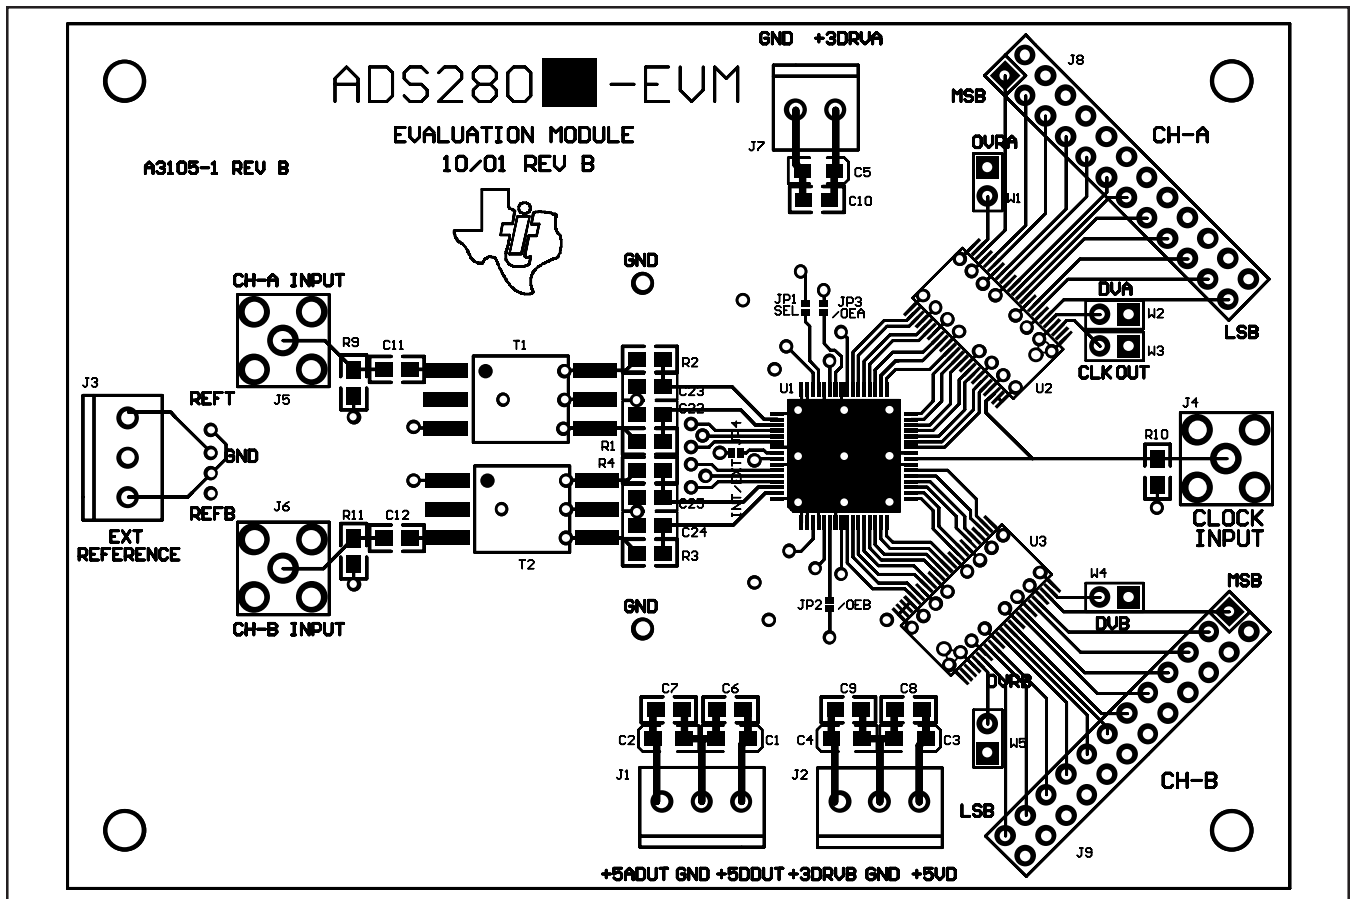 GND +3DRVA
J8
ADS280 -EVM
MSB
EVALUATION MODULE
10/01 REV B
CH-A
OVRA
J7
A3105-1 REV B
C5
C10
W1
GND
CH-A INPUT
JP1
SEL
JP3
/OEA
DVA
W2
LSB
W3
CLKOUT
R9
C11
T1
R2
J3
U1
U2
REFT
J5
C23
C22
J4
JP4
R10
R1
GND
R4
INT/EXT
J6
R11
C12
C25
REFB
CLOCK
INPUT
EXT
REFERENCE
C24
U3
T2
R3
W4
MSB
JP2
/OEB
GND
CH-B INPUT
DVB
OVRB
C7
C6
C9
C8
C2
C1
C4
C3
W5
J1
J2
CH-B
LSB
J9
+5ADUT GND +5DDUT +3DRVB GND +5VD